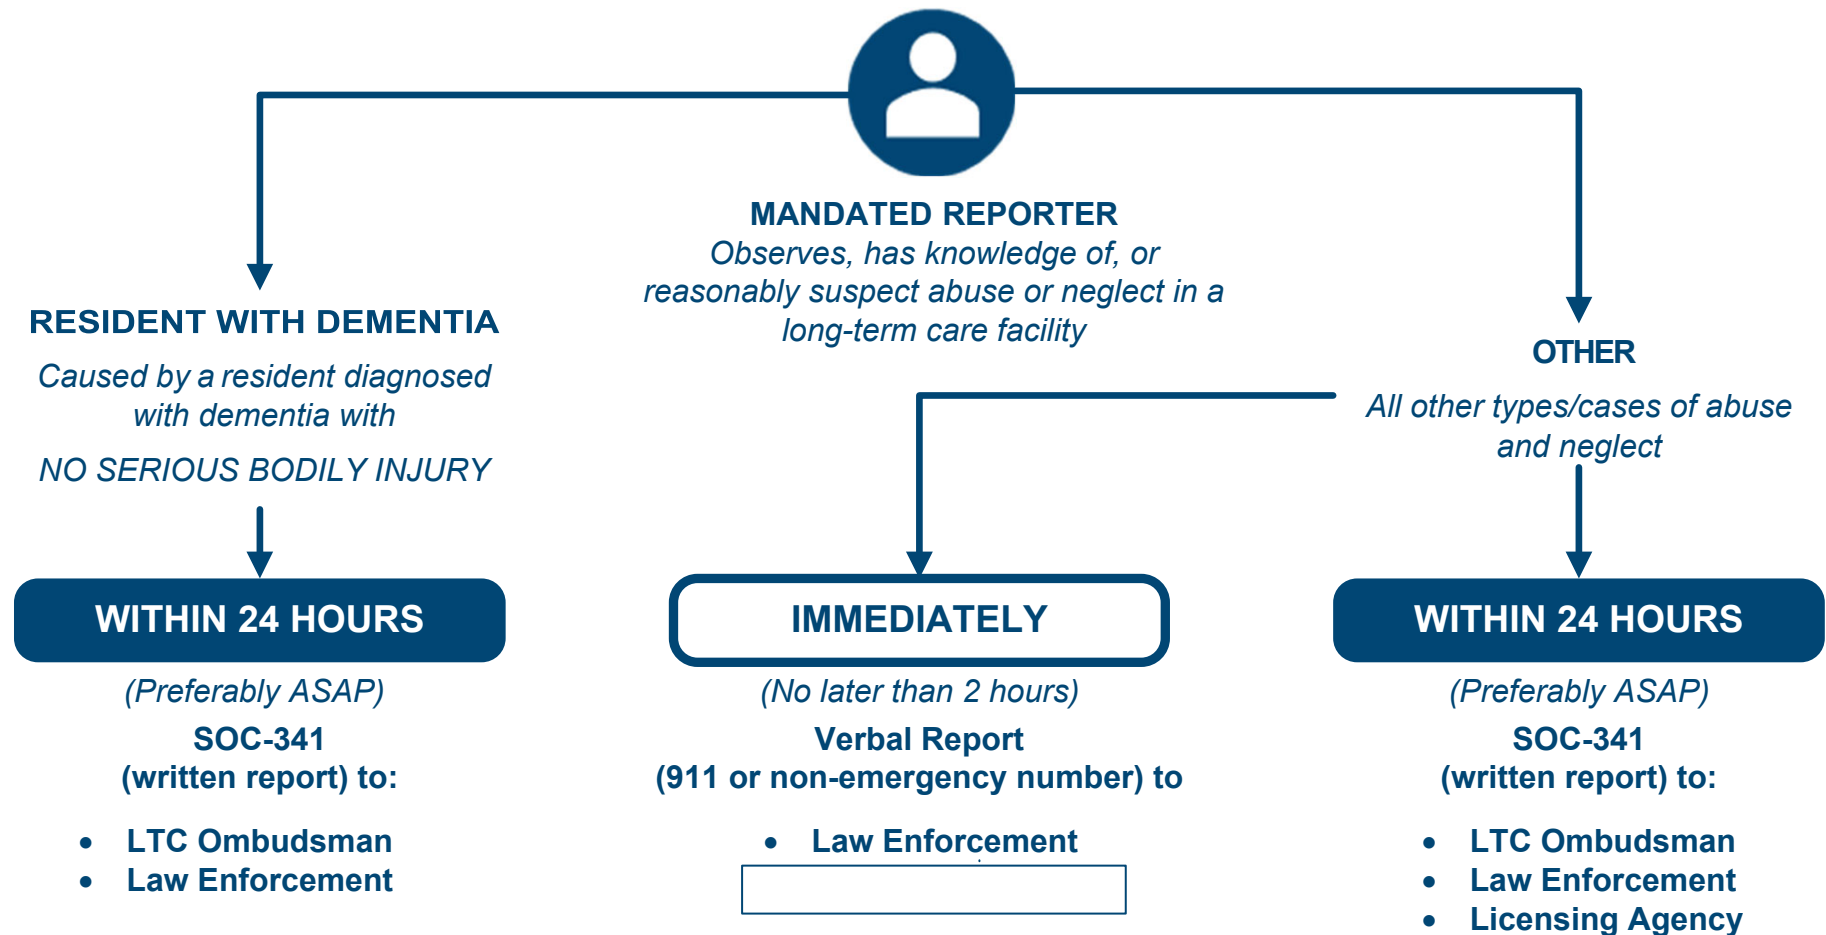 MANDATED REPORTER
Observes, has knowledge of, or
reasonably suspect abuse or neglect in a
long-term care facility
RESIDENT WITH DEMENTIA
Caused by a resident diagnosed
with dementia with
NO SERIOUS BODILY INJURY
WITHIN 24 HOURS
(Preferably ASAP)
SOC-341
(written report) to:
• LTC Ombudsman
• Law Enforcement
IMMEDIATELY
(No later than 2 hours)
Verbal Report
(911 or non-emergency number) to
• Law Enforcement
OTHER
All other types/cases of abuse
and neglect
WITHIN 24 HOURS
(Preferably ASAP)
SOC-341
(written report) to:
• LTC Ombudsman
• Law Enforcement
• Licensing Agency